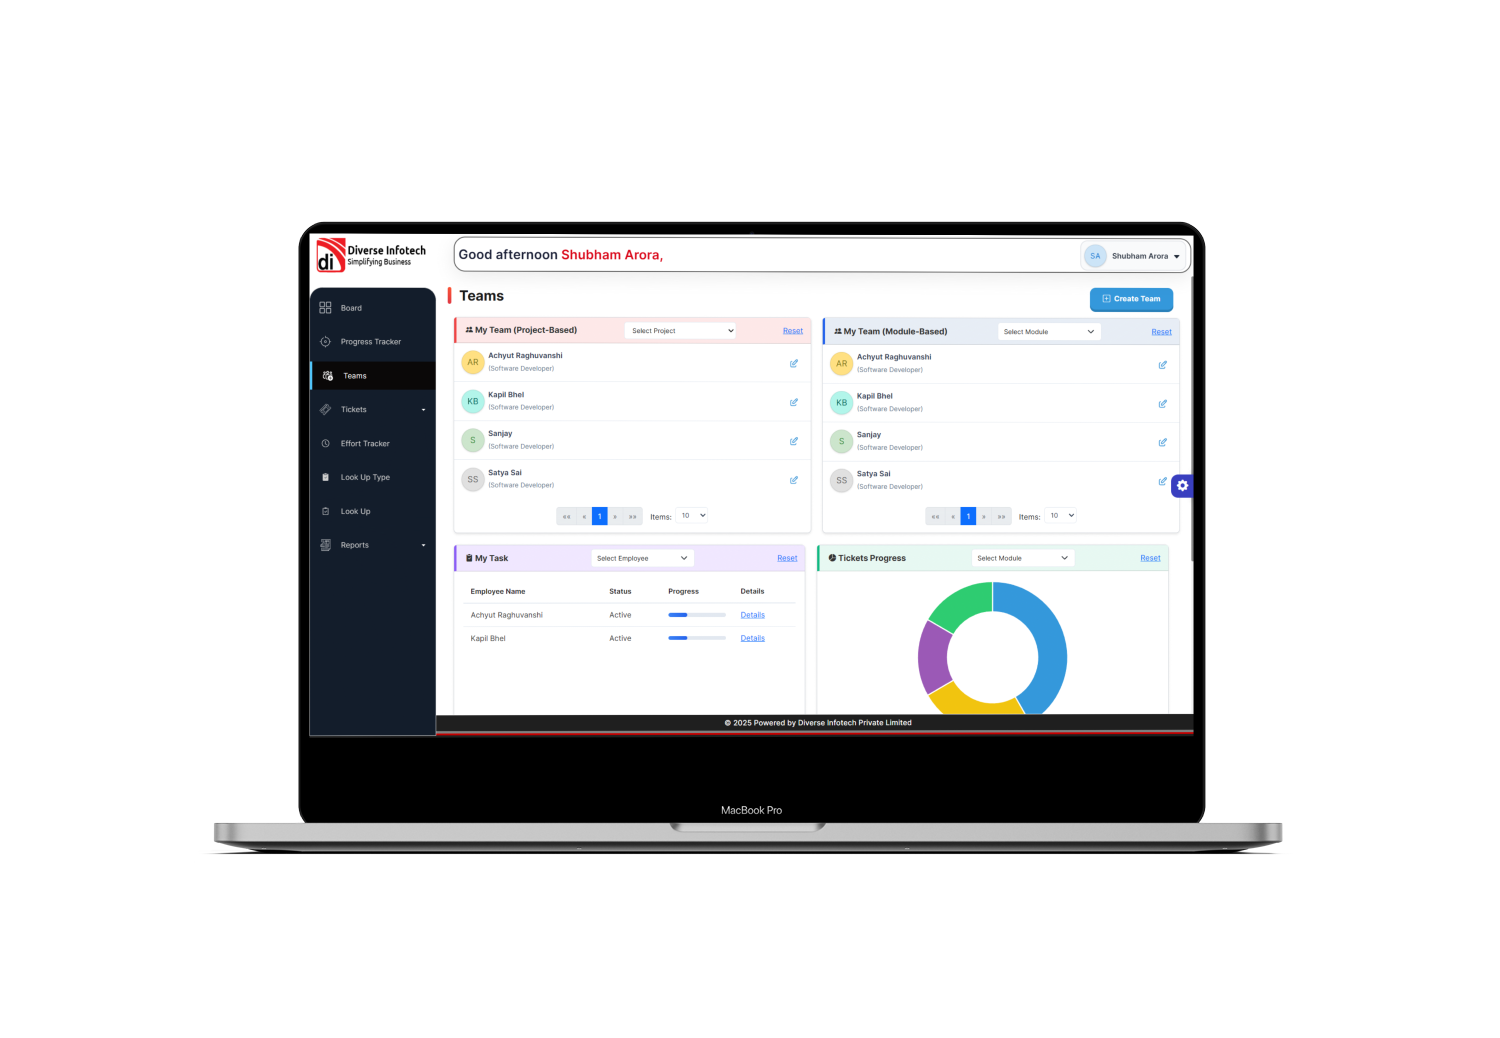 Diverse Infotech
Simplifying Business
di
Good afternoon Shubham Arora,
SA Shubham Arora
Board
Progress Tracker
Teams
Tickets
Effort Tracker
Look Up Type
Look Up
Reports
Teams
Create Team
My Team (Project-Based) Select Project Reset
AR Achyut Raghuvanshi
(Software Developer)
KB Kapil Bhel
(Software Developer)
S Sanjay
(Software Developer)
SS Satya Sai
(Software Developer)
«« « 1 » »» Items: 10
My Team (Module-Based) Select Module Reset
AR Achyut Raghuvanshi
(Software Developer)
KB Kapil Bhel
(Software Developer)
S Sanjay
(Software Developer)
SS Satya Sai
(Software Developer)
«« « 1 » »» Items: 10
My Task Select Employee Reset
Employee Name Status Progress Details
Achyut Raghuvanshi Active Details
Kapil Bhel Active Details
Tickets Progress Select Module Reset
© 2025 Powered by Diverse Infotech Private Limited
MacBook Pro